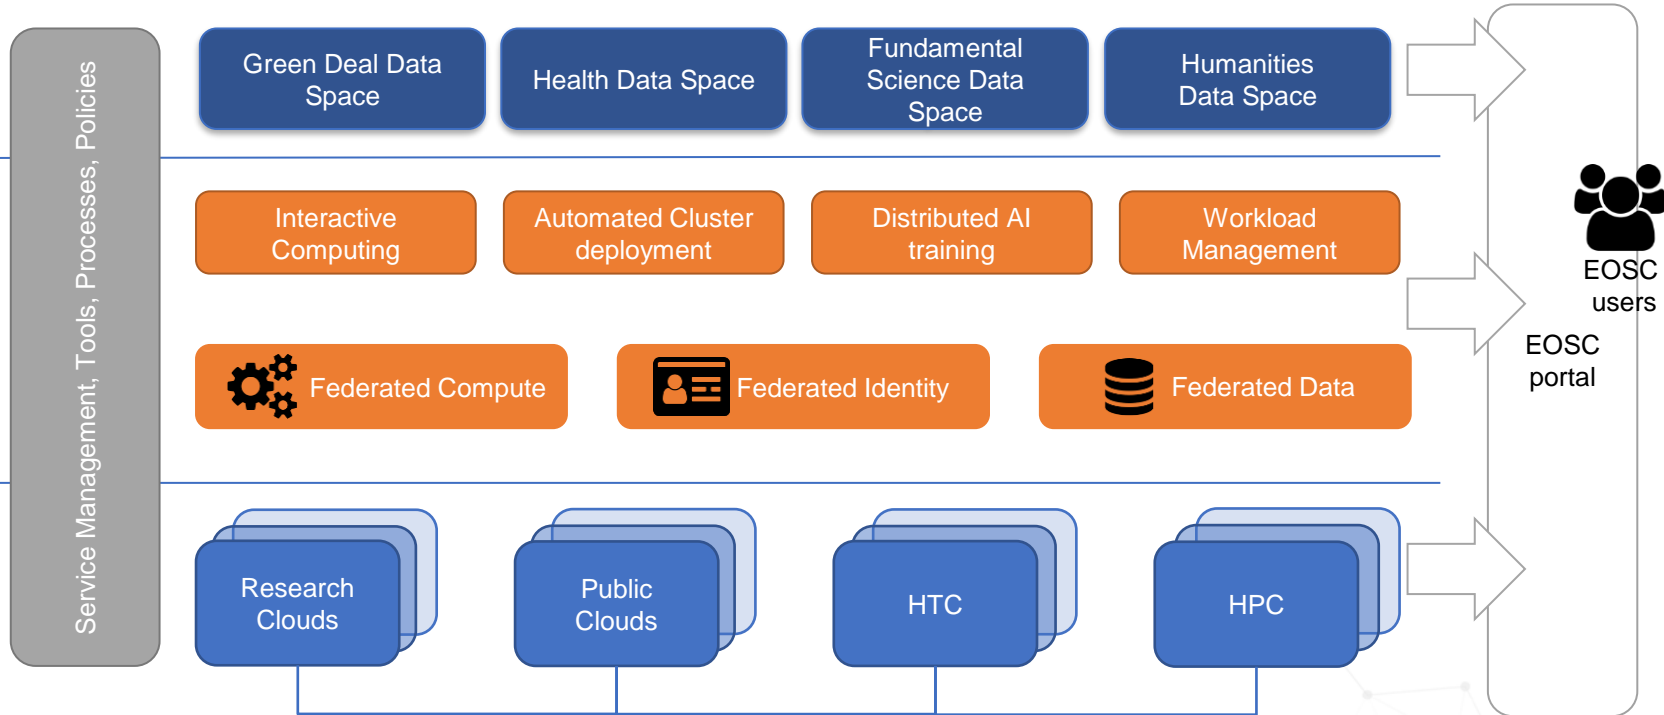 Service Management, Tools, Processes, Policies
Green Deal Data
Space
Health Data Space
Fundamental
Science Data
Space
Humanities
Data Space
Interactive
Computing
Automated Cluster
deployment
Distributed AI
training
Workload
Management
EOSC
users
EOSC
portal
Federated Compute
Federated Identity
Federated Data
Research
Clouds
Public
Clouds
HTC
HPC